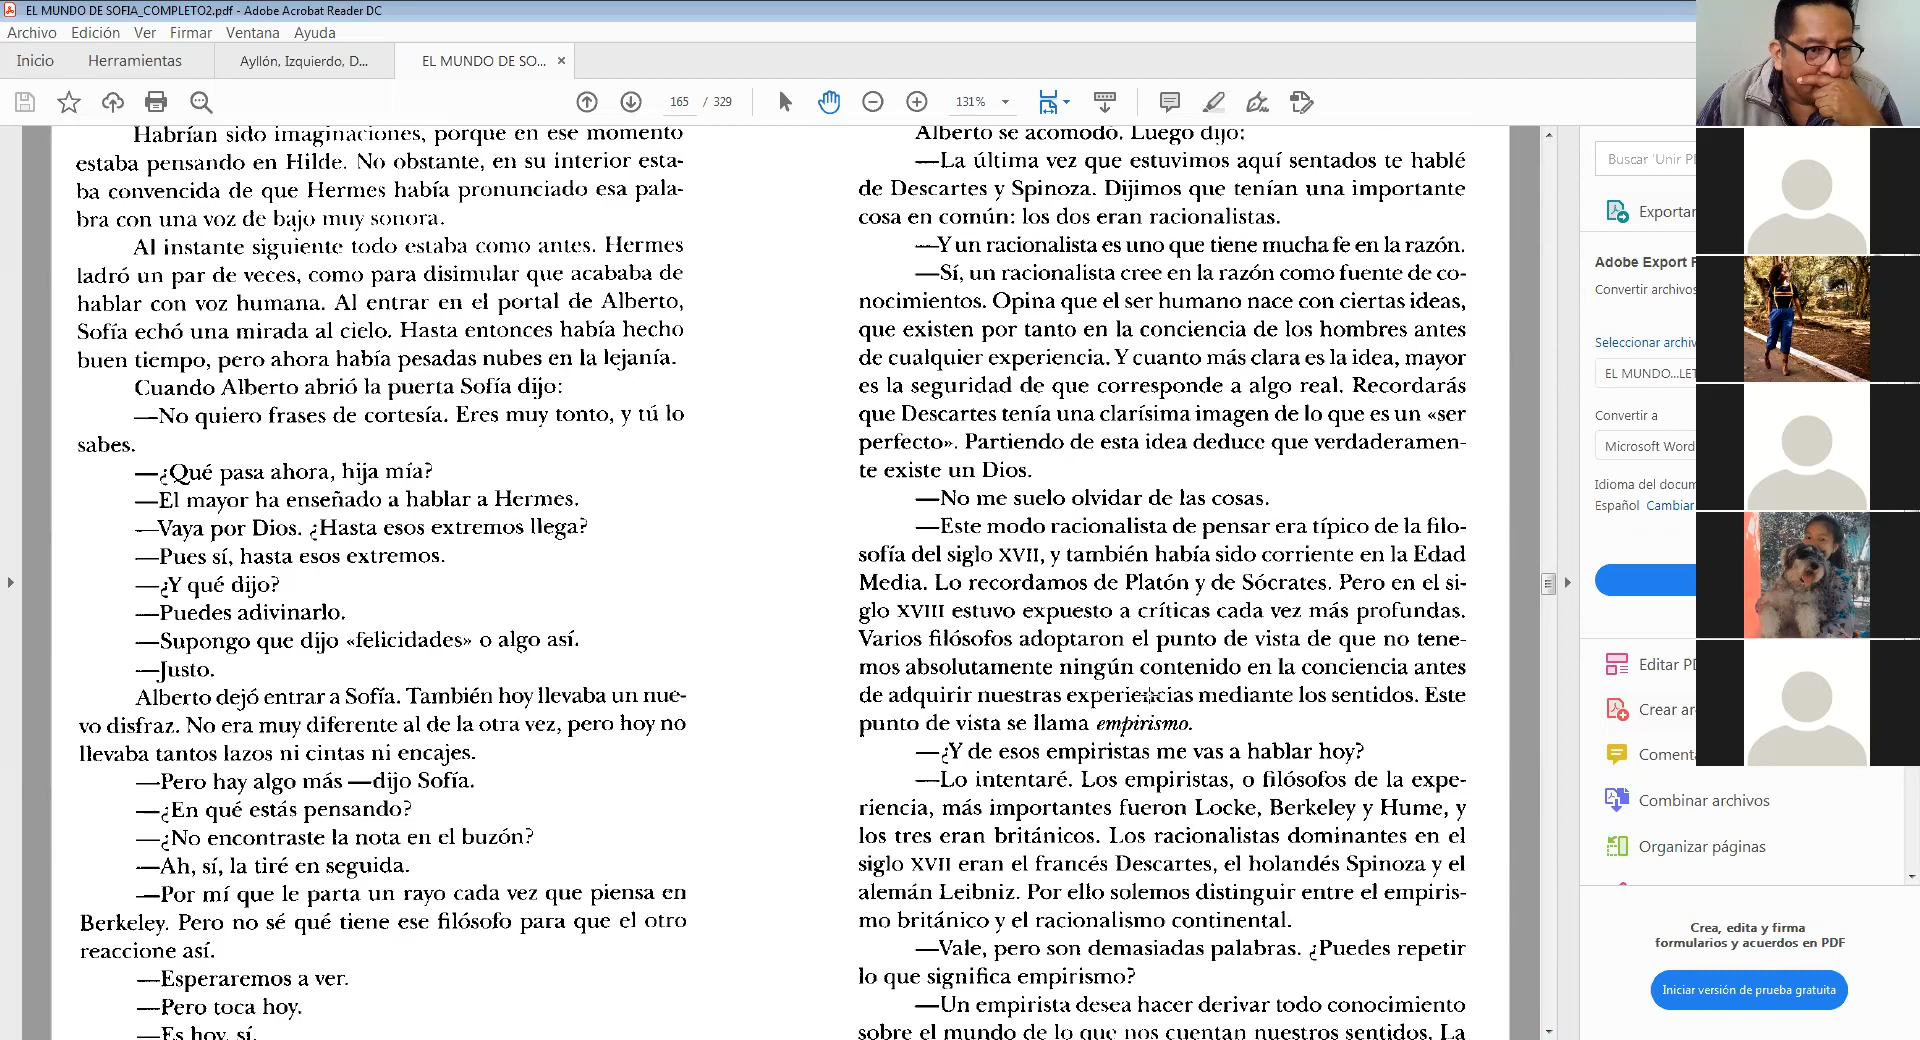 EL MUNDO DE SOFIA_COMPLETO2.pdf - Adobe Acrobat Reader DC
Archivo Edición Ver Firmar Ventana Ayuda
Inicio Herramientas Ayllón, Izquierdo, D... EL MUNDO DE SO... ×
165 / 329 131%
Habrían sido imaginaciones, porque en ese momento
estaba pensando en Hilde. No obstante, en su interior esta-
ba convencida de que Hermes había pronunciado esa pala-
bra con una voz de bajo muy sonora.
Al instante siguiente todo estaba como antes. Hermes
ladró un par de veces, como para disimular que acababa de
hablar con voz humana. Al entrar en el portal de Alberto,
Sofía echó una mirada al cielo. Hasta entonces había hecho
buen tiempo, pero ahora había pesadas nubes en la lejanía.
Cuando Alberto abrió la puerta Sofía dijo:
—No quiero frases de cortesía. Eres muy tonto, y tú lo
sabes.
—¿Qué pasa ahora, hija mía?
—El mayor ha enseñado a hablar a Hermes.
—Vaya por Dios. ¿Hasta esos extremos llega?
—Pues sí, hasta esos extremos.
—¿Y qué dijo?
—Puedes adivinarlo.
—Supongo que dijo «felicidades» o algo así.
—Justo.
Alberto dejó entrar a Sofía. También hoy llevaba un nue-
vo disfraz. No era muy diferente al de la otra vez, pero hoy no
llevaba tantos lazos ni cintas ni encajes.
—Pero hay algo más —dijo Sofía.
—¿En qué estás pensando?
—¿No encontraste la nota en el buzón?
—Ah, sí, la tiré en seguida.
—Por mí que le parta un rayo cada vez que piensa en
Berkeley. Pero no sé qué tiene ese filósofo para que el otro
reaccione así.
—Esperaremos a ver.
—Pero toca hoy.
—Es hoy, sí.
Alberto se acomodó. Luego dijo:
—La última vez que estuvimos aquí sentados te hablé
de Descartes y Spinoza. Dijimos que tenían una importante
cosa en común: los dos eran racionalistas.
—Y un racionalista es uno que tiene mucha fe en la razón.
—Sí, un racionalista cree en la razón como fuente de co-
nocimientos. Opina que el ser humano nace con ciertas ideas,
que existen por tanto en la conciencia de los hombres antes
de cualquier experiencia. Y cuanto más clara es la idea, mayor
es la seguridad de que corresponde a algo real. Recordarás
que Descartes tenía una clarísima imagen de lo que es un «ser
perfecto». Partiendo de esta idea deduce que verdaderamen-
te existe un Dios.
—No me suelo olvidar de las cosas.
—Este modo racionalista de pensar era típico de la filo-
sofía del siglo XVII, y también había sido corriente en la Edad
Media. Lo recordamos de Platón y de Sócrates. Pero en el si-
glo XVIII estuvo expuesto a críticas cada vez más profundas.
Varios filósofos adoptaron el punto de vista de que no tene-
mos absolutamente ningún contenido en la conciencia antes
de adquirir nuestras experiencias mediante los sentidos. Este
punto de vista se llama empirismo.
—¿Y de esos empiristas me vas a hablar hoy?
—Lo intentaré. Los empiristas, o filósofos de la expe-
riencia, más importantes fueron Locke, Berkeley y Hume, y
los tres eran británicos. Los racionalistas dominantes en el
siglo XVII eran el francés Descartes, el holandés Spinoza y el
alemán Leibniz. Por ello solemos distinguir entre el empiris-
mo británico y el racionalismo continental.
—Vale, pero son demasiadas palabras. ¿Puedes repetir
lo que significa empirismo?
—Un empirista desea hacer derivar todo conocimiento
sobre el mundo de lo que nos cuentan nuestros sentidos. La
Buscar 'Unir P
Exportar
Adobe Export
Convertir archivos
Seleccionar archiv
EL MUNDO...LET
Convertir a
Microsoft Word
Idioma del docum
Español Cambiar
Editar PD
Crear ar
Comenta
Combinar archivos
Organizar páginas
Crea, edita y firma
formularios y acuerdos en PDF
Iniciar versión de prueba gratuita